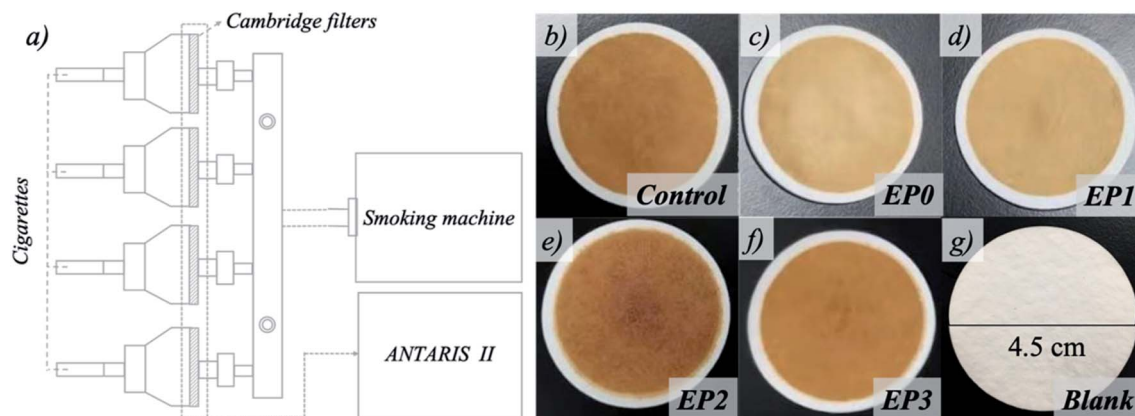 a)
Cambridge filters
Cigarettes
Smoking machine
ANTARIS II
b)
Control
c)
EP0
d)
EP1
e)
EP2
f)
EP3
g)
4.5 cm
Blank